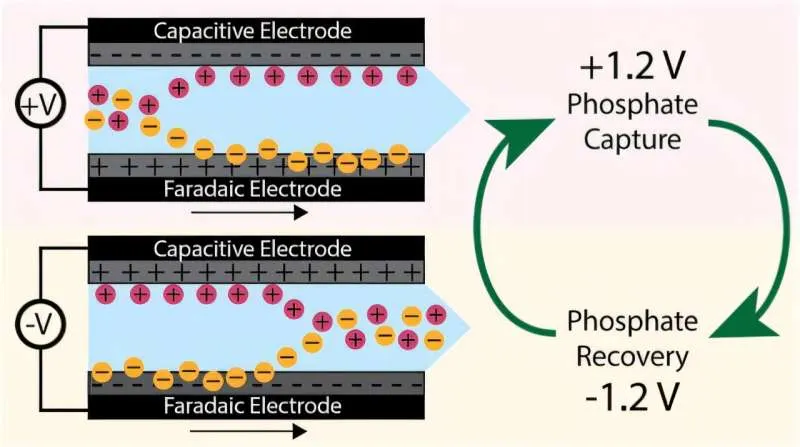 Capacitive Electrode
+V
Faradaic Electrode
+1.2 V
Phosphate
Capture
Capacitive Electrode
-V
Faradaic Electrode
Phosphate
Recovery
-1.2 V